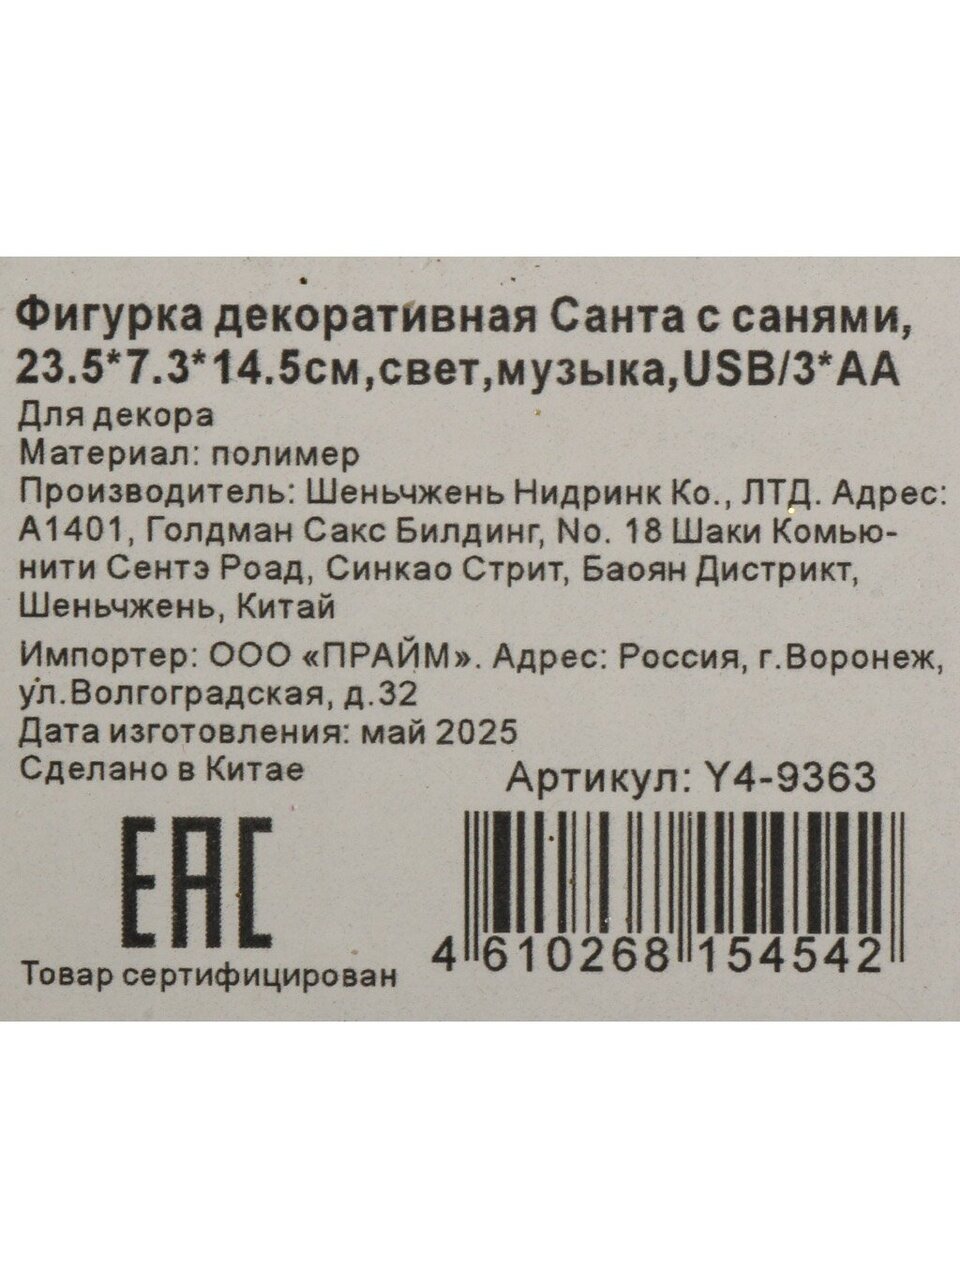 Фигурка декоративная Санта с санями,
23.5*7.3*14.5см,свет,музыка,USB/3*AA
Для декора
Материал: полимер
Производитель: Шеньчжень Нидринк Ко., ЛТД. Адрес:
А1401, Голдман Сакс Билдинг, No. 18 Шаки Комью-
нити Сентэ Роад, Синкао Стрит, Баоян Дистрикт,
Шеньчжень, Китай
Импортер: ООО «ПРАЙМ». Адрес: Россия, г.Воронеж,
ул.Волгоградская, д.32
Дата изготовления: май 2025
Сделано в Китае
Артикул: Y4-9363
EAC
Товар сертифицирован
4 610268 154542